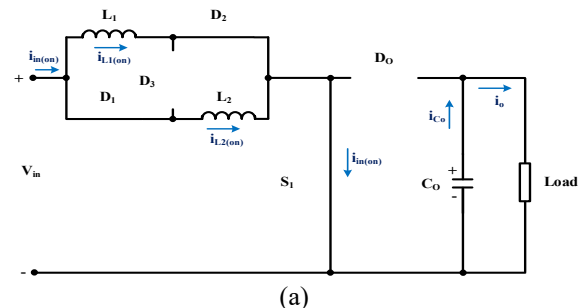 L1 D2
iin(on) iL1(on)
+ D3 DO
D1 L2 iCo io
iL2(on)
Vin iin(on)
S1 CO + - Load
-
(a)